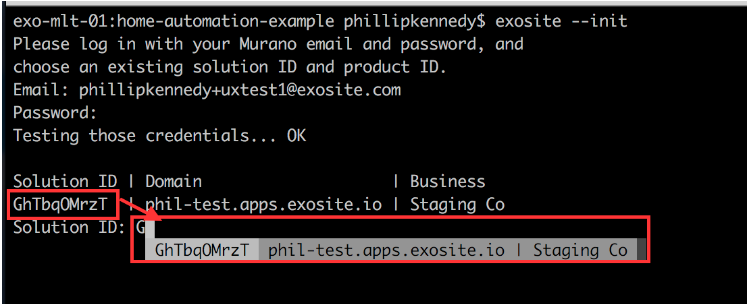 exo-mlt-01:home-automation-example phillipkennedy$ exosite --init
Please log in with your Murano email and password, and
choose an existing solution ID and product ID.
Email: phillipkennedy+uxtest1@exosite.com
Password:
Testing those credentials... OK
Solution ID | Domain | Business
GhTbqOMrzT | phil-test.apps.exosite.io | Staging Co
Solution ID: G
GhTbqOMrzT phil-test.apps.exosite.io | Staging Co